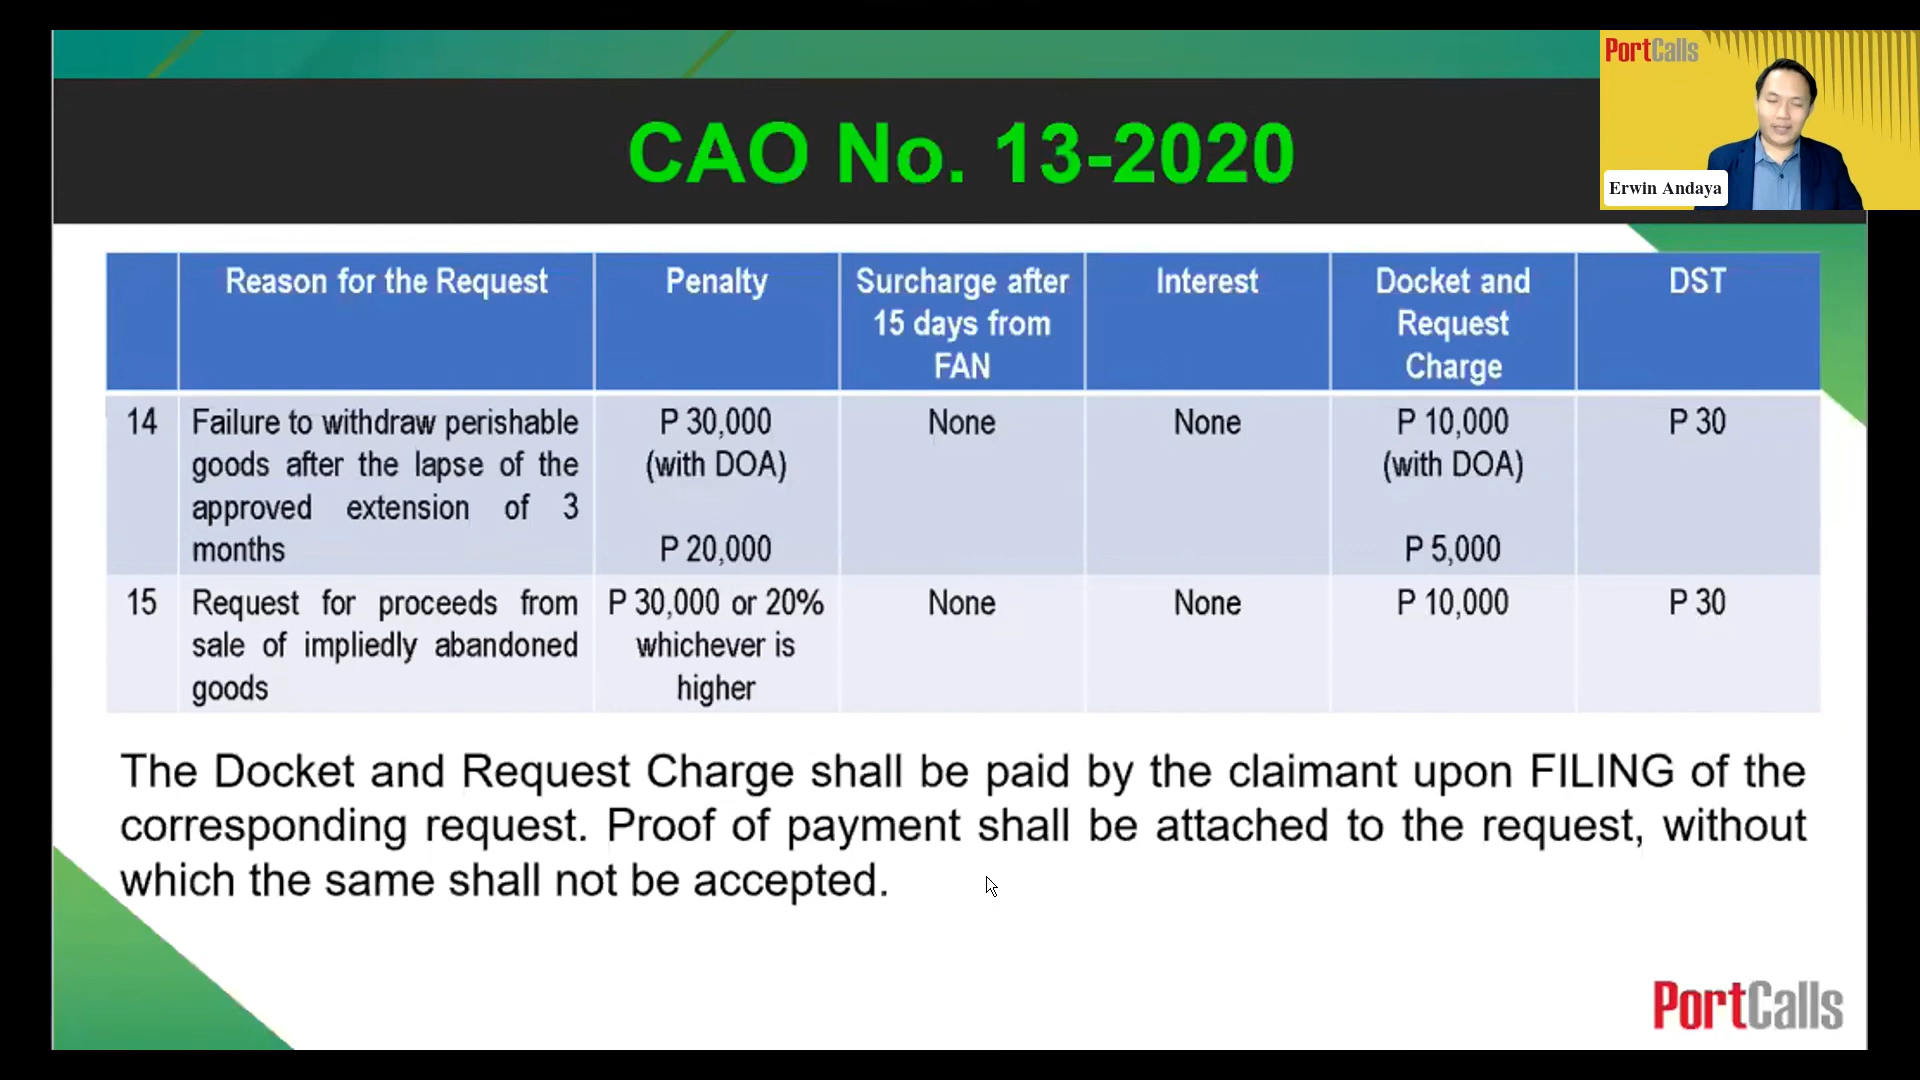 PortCalls
CAO No. 13-2020
Erwin Andaya
Reason for the Request
Penalty
Surcharge after
15 days from
FAN
Interest
Docket and
Request
Charge
DST
14
Failure to withdraw perishable
goods after the lapse of the
approved extension of 3
months
P 30,000
(with DOA)
P 20,000
None
None
P 10,000
(with DOA)
P 5,000
P 30
15
Request for proceeds from
sale of impliedly abandoned
goods
P 30,000 or 20%
whichever is
higher
None
None
P 10,000
P 30
The Docket and Request Charge shall be paid by the claimant upon FILING of the
corresponding request. Proof of payment shall be attached to the request, without
which the same shall not be accepted.
PortCalls